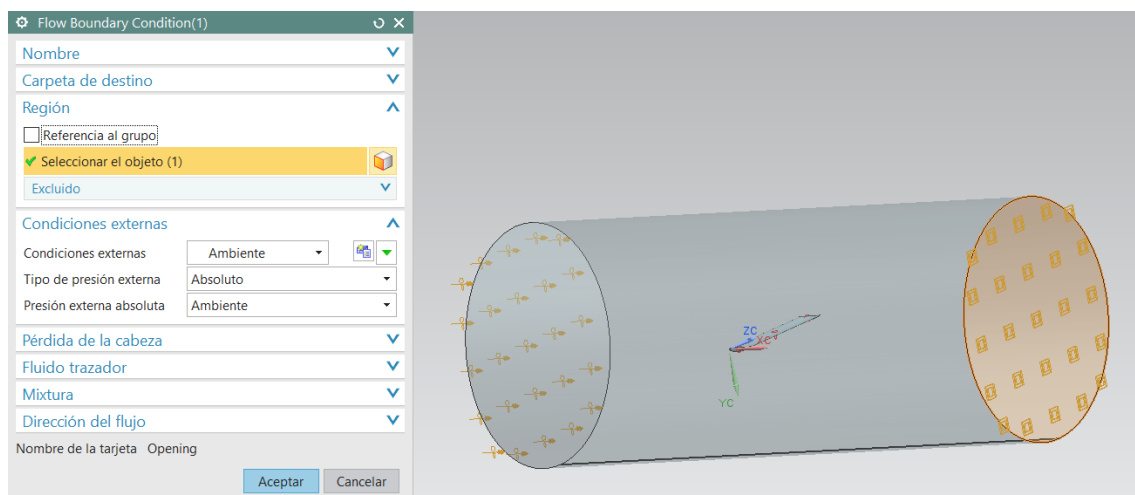 Flow Boundary Condition(1)
Nombre
Carpeta de destino
Región
Referencia al grupo
Seleccionar el objeto (1)
Excluido
Condiciones externas
Condiciones externas Ambiente
Tipo de presión externa Absoluto
Presión externa absoluta Ambiente
Pérdida de la cabeza
Fluido trazador
Mixtura
Dirección del flujo
Nombre de la tarjeta Opening
Aceptar Cancelar
ZC
XC
YC